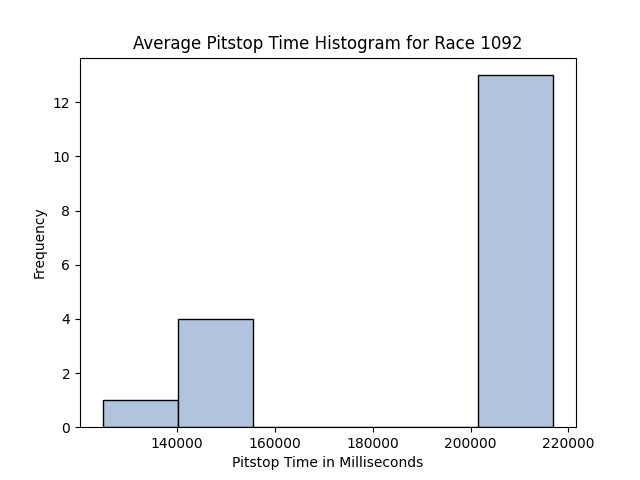 Average Pitstop Time Histogram for Race 1092
12
10
8
6
4
2
0
Frequency
140000 160000 180000 200000 220000
Pitstop Time in Milliseconds